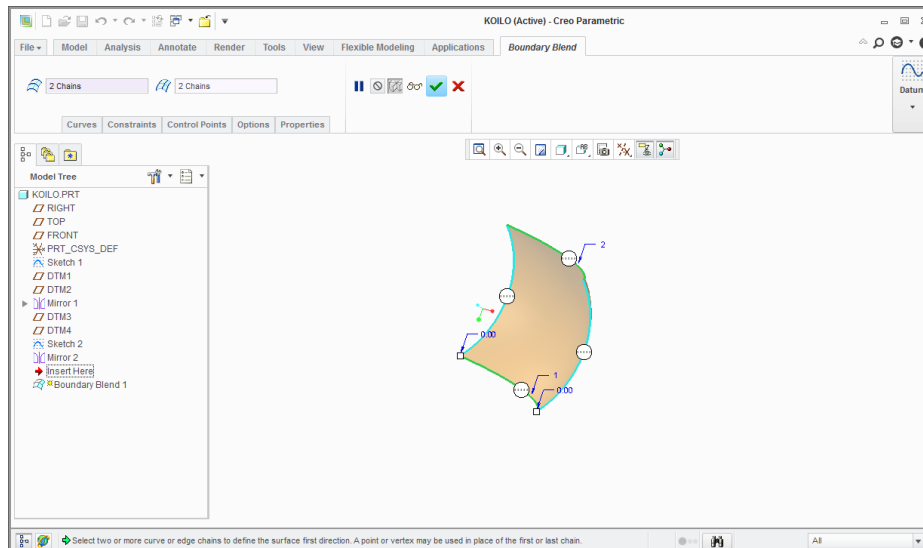 KOILO (Active) - Creo Parametric
File Model Analysis Annotate Render Tools View Flexible Modeling Applications Boundary Blend
2 Chains 2 Chains
Datum
Curves Constraints Control Points Options Properties
Model Tree
KOILO.PRT
RIGHT
TOP
FRONT
PRT_CSYS_DEF
Sketch 1
DTM1
DTM2
Mirror 1
DTM3
DTM4
Sketch 2
Mirror 2
Insert Here
Boundary Blend 1
2
0.00
1
0.00
Select two or more curve or edge chains to define the surface first direction. A point or vertex may be used in place of the first or last chain.
All